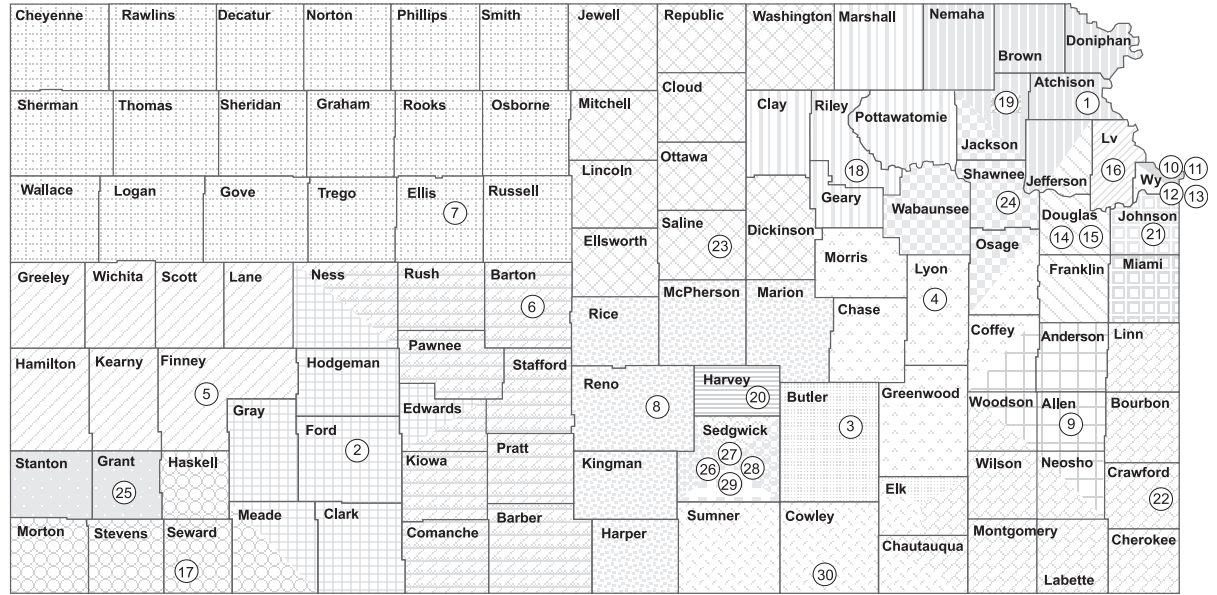 Cheyenne Rawlins Decatur Norton Phillips Smith Jewell Republic Washington Marshall Nemaha
Brown Doniphan
Sherman Thomas Sheridan Graham Rooks Osborne Mitchell Cloud Clay Riley Pottawatomie 19 Atchison 1
Jackson
Lincoln Ottawa 18 Jefferson Lv 16
Wallace Logan Gove Trego Ellis Russell Geary Wabaunsee Shawnee Wy 10 11
7 24 12 13
Ellsworth Saline Dickinson Douglas Johnson
23 14 15 21
Morris Osage
Greeley Wichita Scott Lane Ness Rush Barton McPherson Marion Lyon Franklin Miami
6 4
Rice Chase
Hamilton Kearny Finney Hodgeman Pawnee Stafford Coffey Anderson Linn
5
Reno Harvey Butler Greenwood Woodson Allen Bourbon
8 20 3 9
Gray Ford Edwards Sedgwick
2 27
26 28
29
Stanton Grant Haskell Kiowa Pratt Kingman Wilson Neosho Crawford
25 22
Elk
Morton Stevens Seward Meade Clark Comanche Barber Harper Sumner Cowley Chautauqua Montgomery Cherokee
17 30 Labette